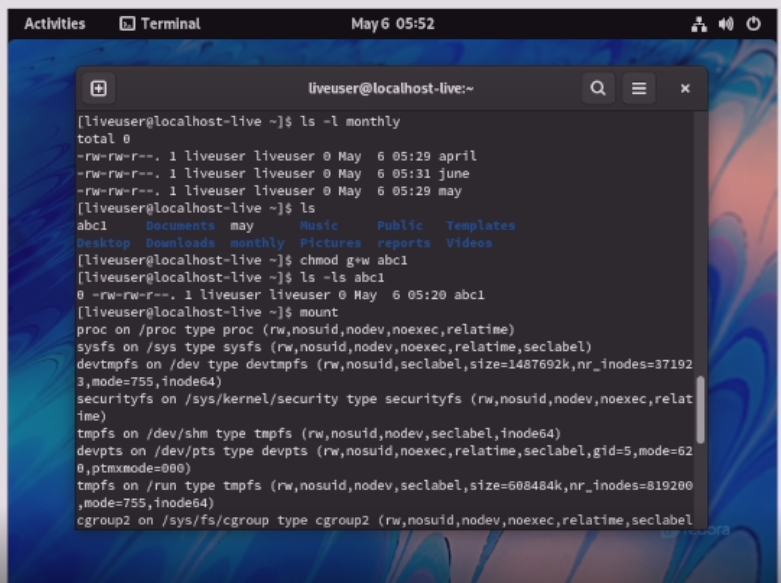 Activities Terminal May 6 05:52
liveuser@localhost-live:~
[liveuser@localhost-live ~]$ ls -l monthly
total 0
-rw-rw-r--. 1 liveuser liveuser 0 May  6 05:29 april
-rw-rw-r--. 1 liveuser liveuser 0 May  6 05:31 june
-rw-rw-r--. 1 liveuser liveuser 0 May  6 05:29 may
[liveuser@localhost-live ~]$ ls
abc1 Documents may Music Public Templates
Desktop Downloads monthly Pictures reports Videos
[liveuser@localhost-live ~]$ chmod g+w abc1
[liveuser@localhost-live ~]$ ls -ls abc1
0 -rw-rw-r--. 1 liveuser liveuser 0 May  6 05:20 abc1
[liveuser@localhost-live ~]$ mount
proc on /proc type proc (rw,nosuid,nodev,noexec,relatime)
sysfs on /sys type sysfs (rw,nosuid,nodev,noexec,relatime,seclabel)
devtmpfs on /dev type devtmpfs (rw,nosuid,seclabel,size=1487692k,nr_inodes=37192
3,mode=755,inode64)
securityfs on /sys/kernel/security type securityfs (rw,nosuid,nodev,noexec,relat
ime)
tmpfs on /dev/shm type tmpfs (rw,nosuid,nodev,seclabel,inode64)
devpts on /dev/pts type devpts (rw,nosuid,noexec,relatime,seclabel,gid=5,mode=62
0,ptmxmode=000)
tmpfs on /run type tmpfs (rw,nosuid,nodev,seclabel,size=608484k,nr_inodes=819200
,mode=755,inode64)
cgroup2 on /sys/fs/cgroup type cgroup2 (rw,nosuid,nodev,noexec,relatime,seclabel